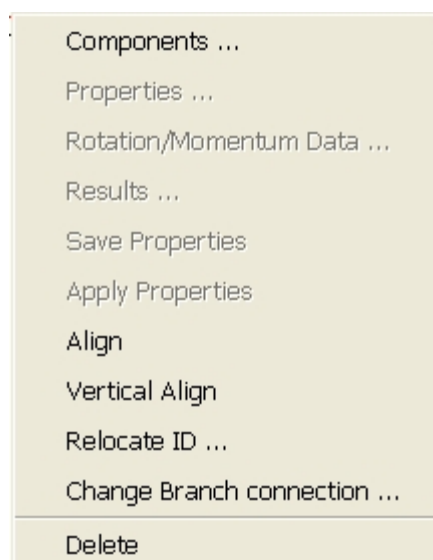 Components ...
Properties ...
Rotation/Momentum Data ...
Results ...
Save Properties
Apply Properties
Align
Vertical Align
Relocate ID ...
Change Branch connection ...
Delete